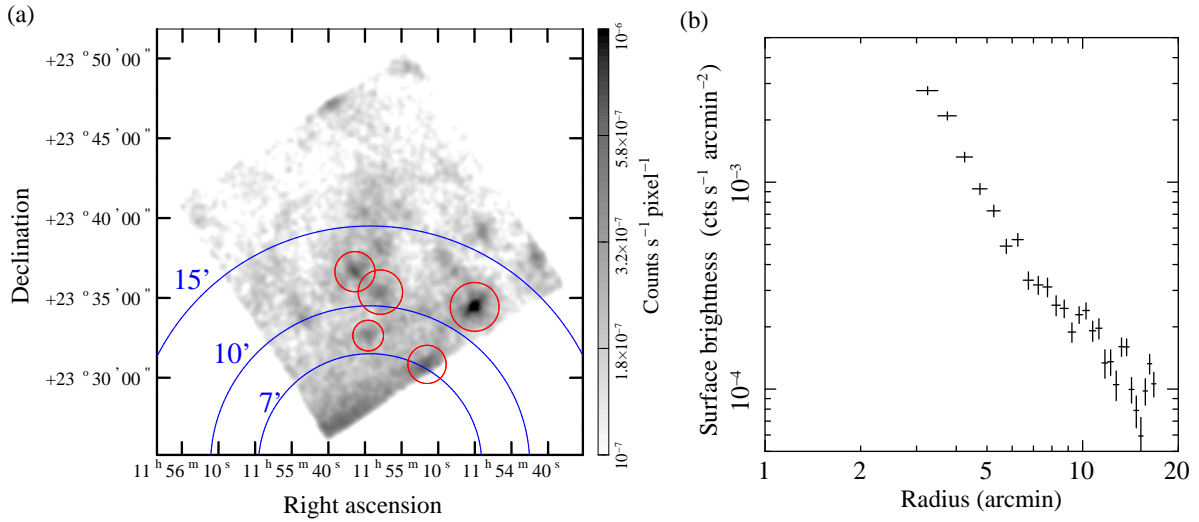 (a)
+23 °50 '00 "
+23 °45 '00 "
+23 °40 '00 "
+23 °35 '00 "
+23 °30 '00 "
Declination
15'
10'
7'
11 h 56 m 10 s 11 h 55 m 40 s 11 h 55 m 10 s 11 h 54 m 40 s
Right ascension
10⁻⁶
5.8×10⁻⁷
3.2×10⁻⁷
1.8×10⁻⁷
10⁻⁷
Counts s⁻¹ pixel⁻¹
(b)
Surface brightness (cts s⁻¹ arcmin⁻²)
10⁻³
10⁻⁴
1 2 5 10 20
Radius (arcmin)